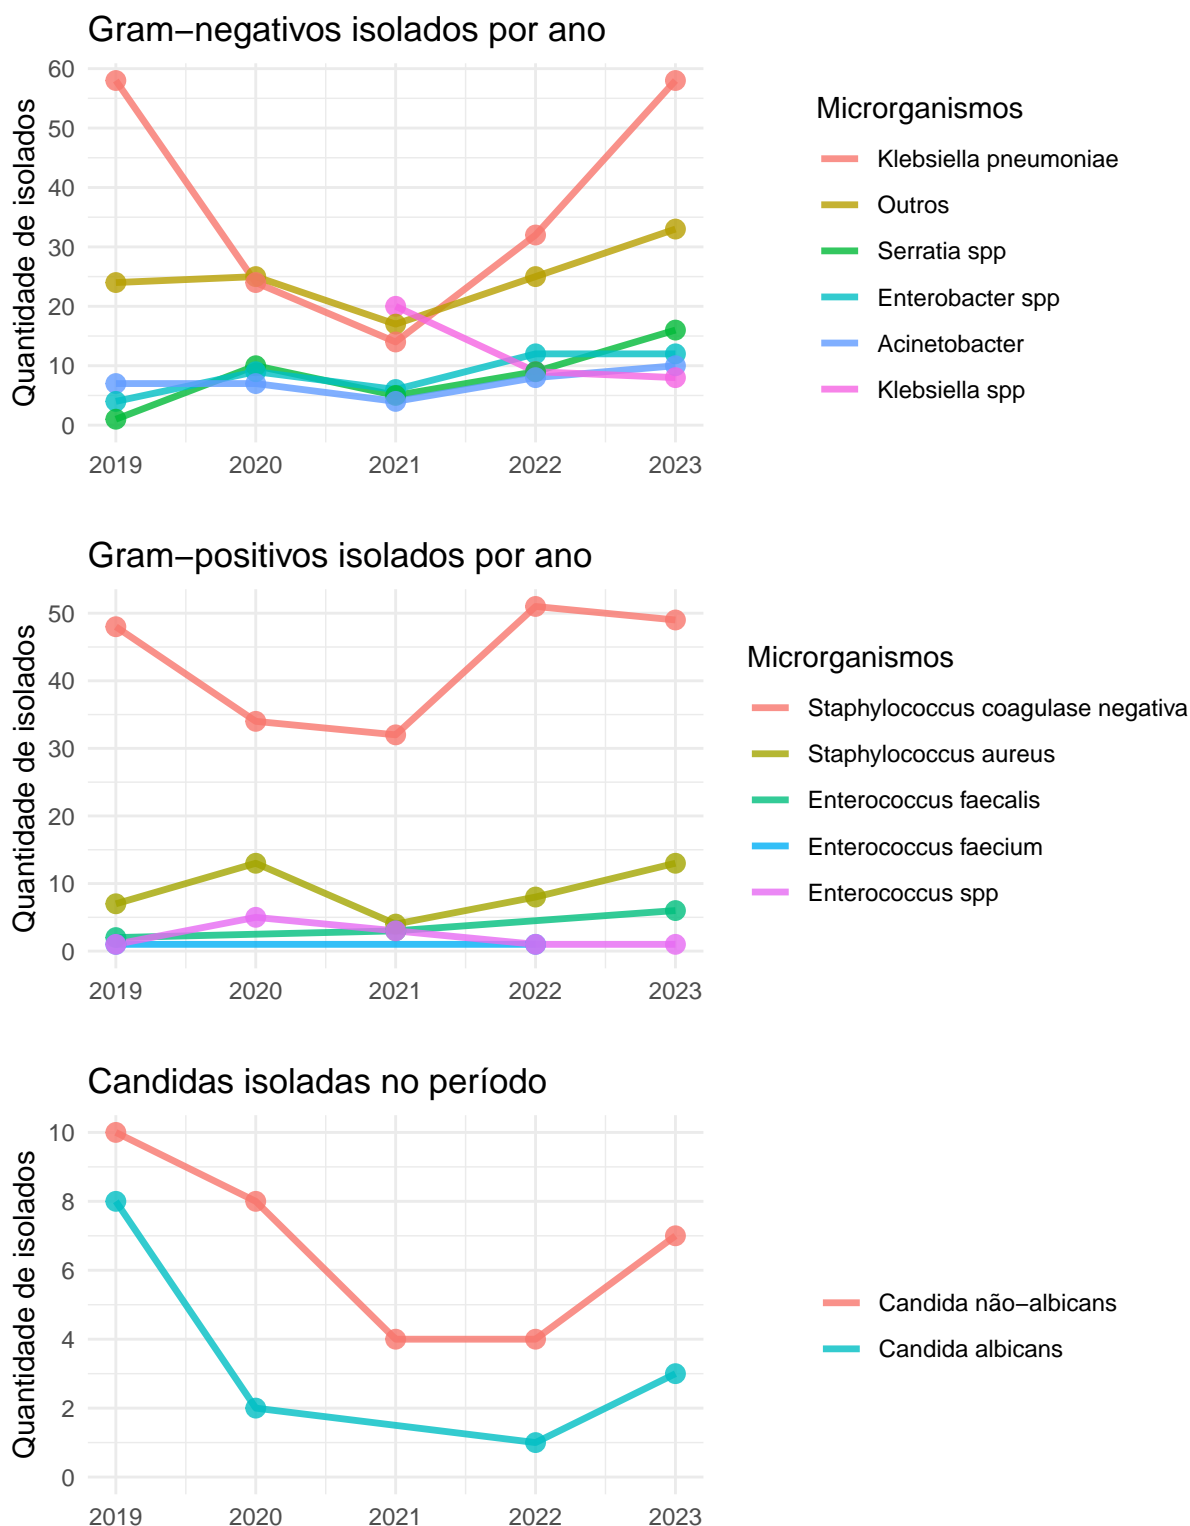 Gram−negativos isolados por ano
Quantidade de isolados
60
50
40
30
20
10
0
2019 2020 2021 2022 2023
Microrganismos
Klebsiella pneumoniae
Outros
Serratia spp
Enterobacter spp
Acinetobacter
Klebsiella spp
Gram−positivos isolados por ano
Quantidade de isolados
50
40
30
20
10
0
2019 2020 2021 2022 2023
Microrganismos
Staphylococcus coagulase negativa
Staphylococcus aureus
Enterococcus faecalis
Enterococcus faecium
Enterococcus spp
Candidas isoladas no período
Quantidade de isolados
10
8
6
4
2
0
2019 2020 2021 2022 2023
Candida não−albicans
Candida albicans